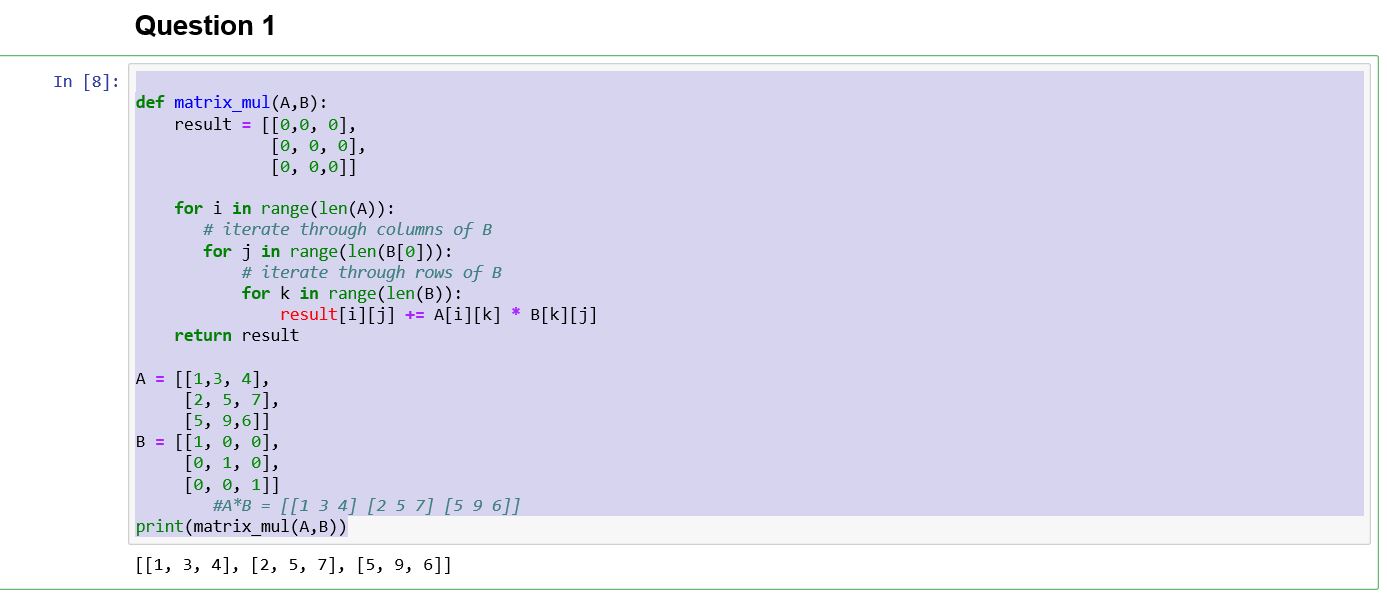 Question 1
In [8]:
def matrix_mul(A,B):
    result = [[0,0, 0],
              [0, 0, 0],
              [0, 0,0]]
    for i in range(len(A)):
       # iterate through columns of B
       for j in range(len(B[0])):
           # iterate through rows of B
           for k in range(len(B)):
               result[i][j] += A[i][k] * B[k][j]
    return result
A = [[1,3, 4],
     [2, 5, 7],
     [5, 9,6]]
B = [[1, 0, 0],
     [0, 1, 0],
     [0, 0, 1]]
        #A*B = [[1 3 4] [2 5 7] [5 9 6]]
print(matrix_mul(A,B))
[[1, 3, 4], [2, 5, 7], [5, 9, 6]]